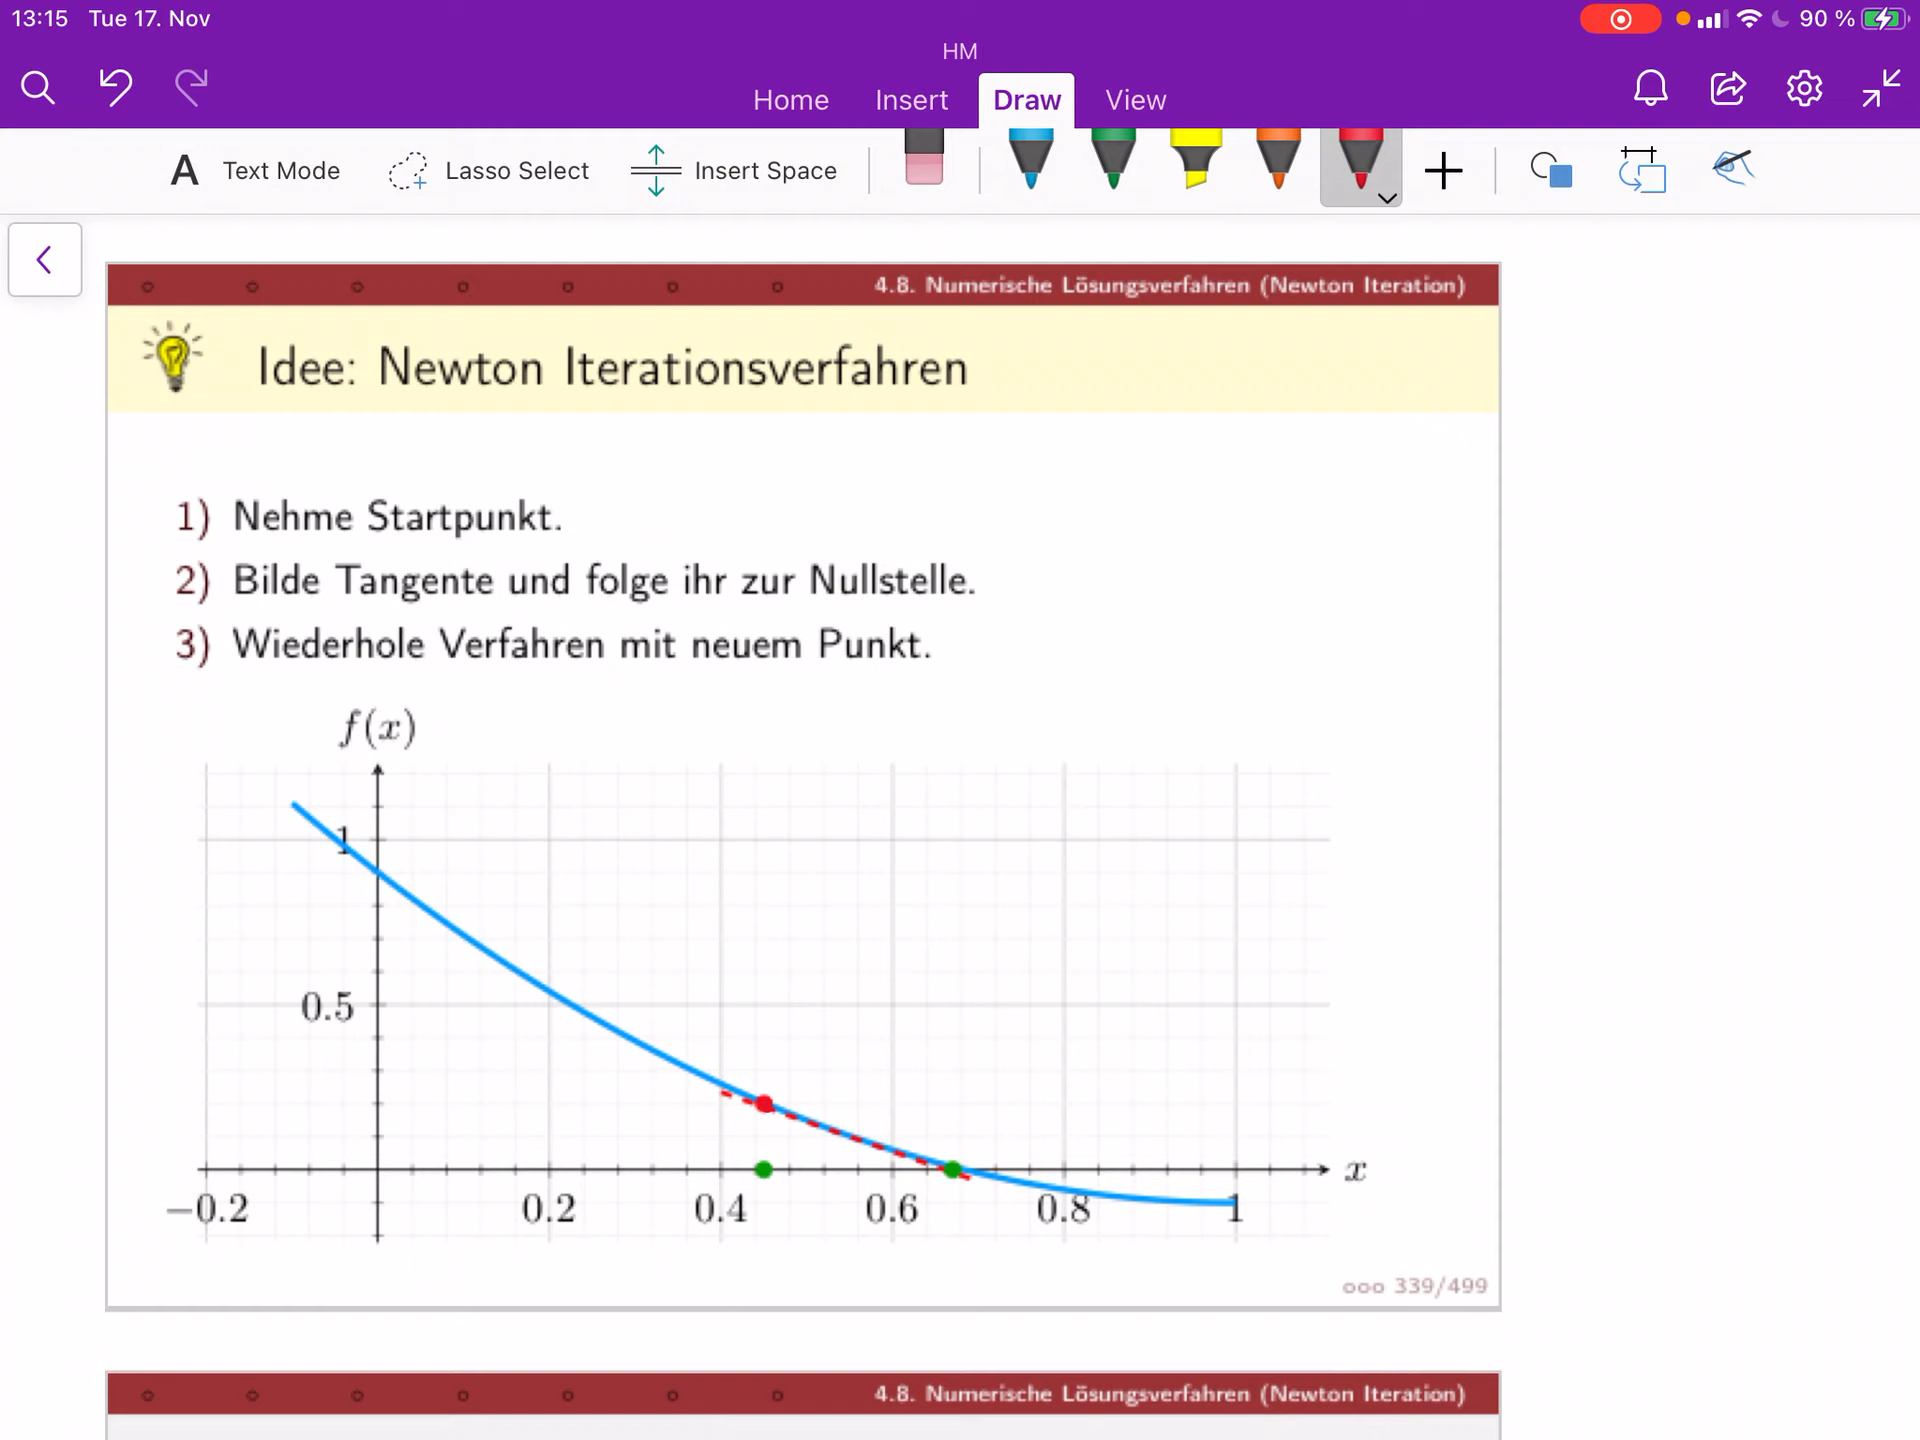 13:15 Tue 17. Nov
90 %
HM
Home Insert Draw View
A Text Mode Lasso Select Insert Space
4.8. Numerische Lösungsverfahren (Newton Iteration)
Idee: Newton Iterationsverfahren
1) Nehme Startpunkt.
2) Bilde Tangente und folge ihr zur Nullstelle.
3) Wiederhole Verfahren mit neuem Punkt.
f(x)
1
0.5
x
−0.2 0.2 0.4 0.6 0.8 1
339/499
4.8. Numerische Lösungsverfahren (Newton Iteration)